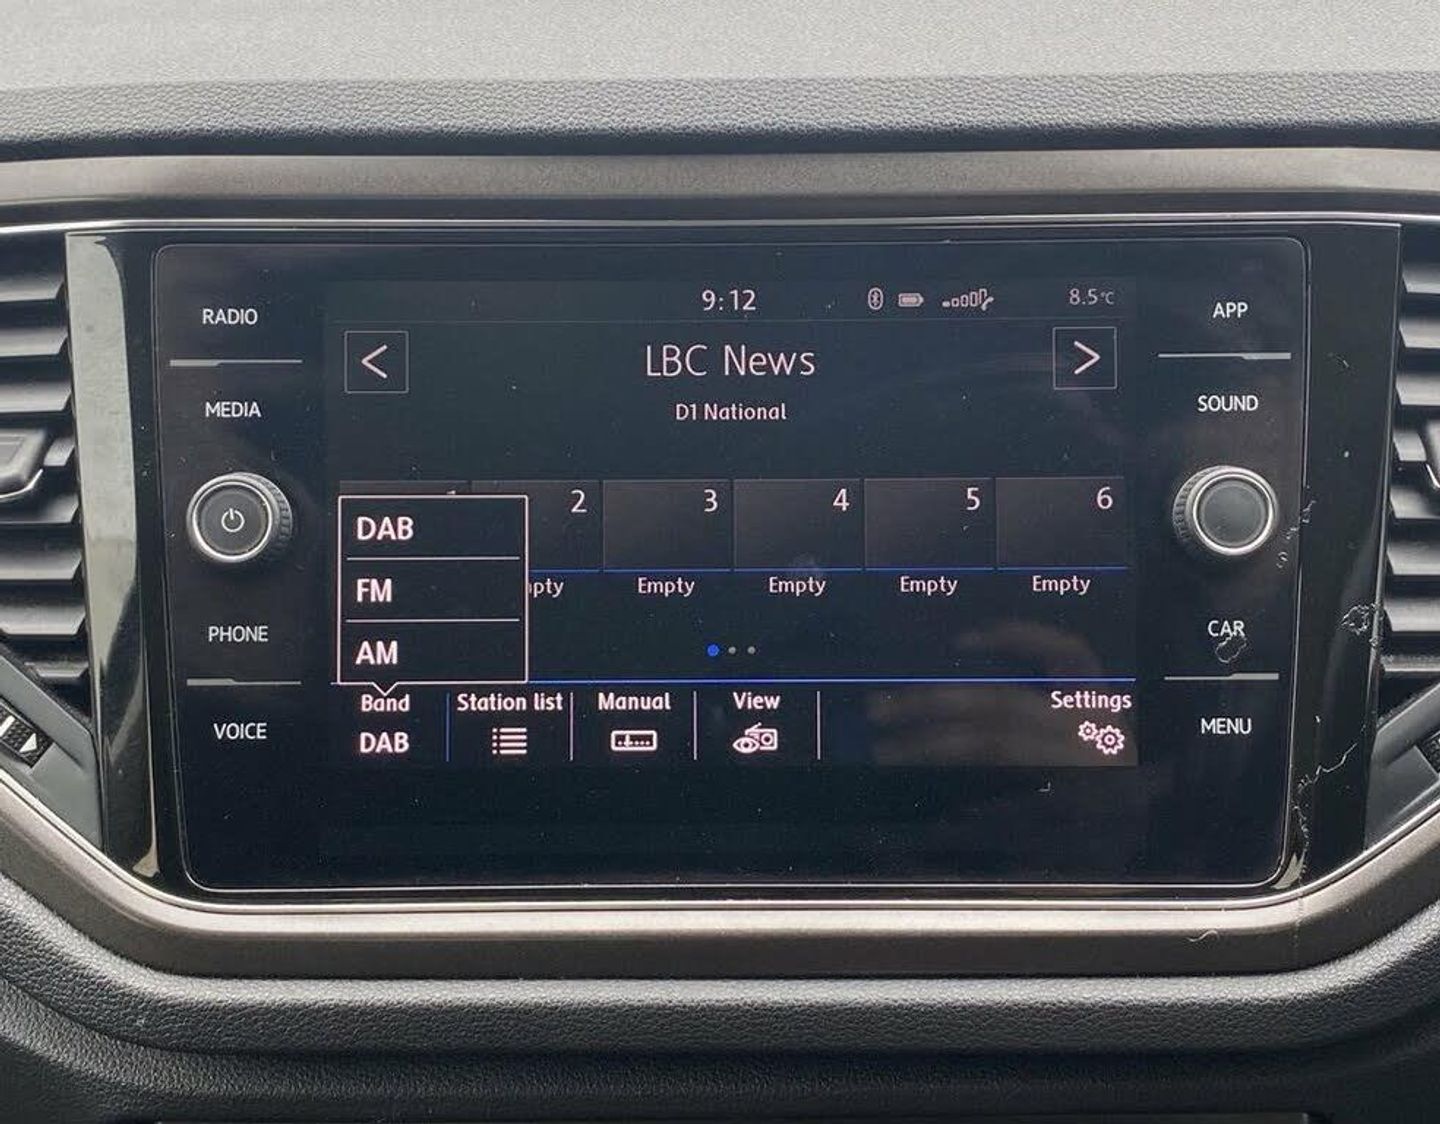 9:12
8.5°C
RADIO
MEDIA
PHONE
VOICE
<
LBC News
>
D1 National
2 3 4 5 6
Empty Empty Empty Empty
DAB
FM
AM
Band Station list Manual View Settings
DAB
APP
SOUND
CAR
MENU